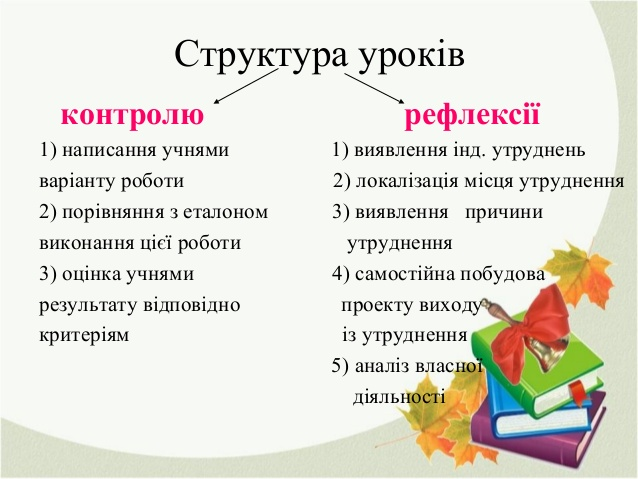 Структура уроків
контролю
1) написання учнями
варіанту роботи
2) порівняння з еталоном
виконання цієї роботи
3) оцінка учнями
результату відповідно
критеріям
рефлексії
1) виявлення інд. утруднень
2) локалізація місця утруднення
3) виявлення причини
утруднення
4) самостійна побудова
проекту виходу
із утруднення
5) аналіз власної
діяльності